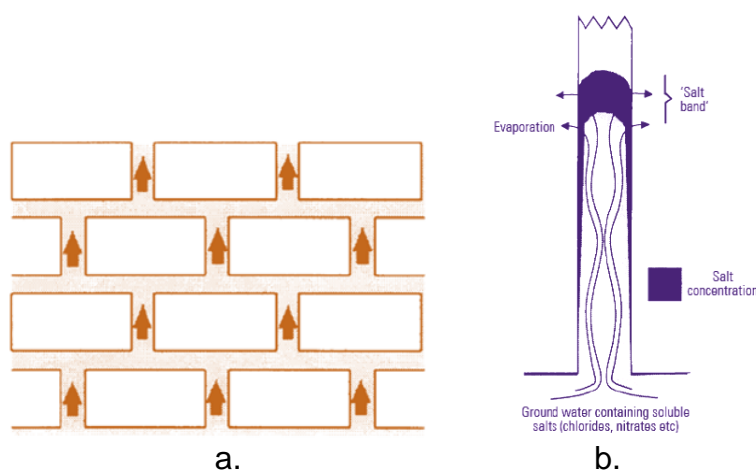 'Salt
band'
Evaporation
Salt
concentration
Ground water containing soluble
salts (chlorides, nitrates etc)
a.
b.